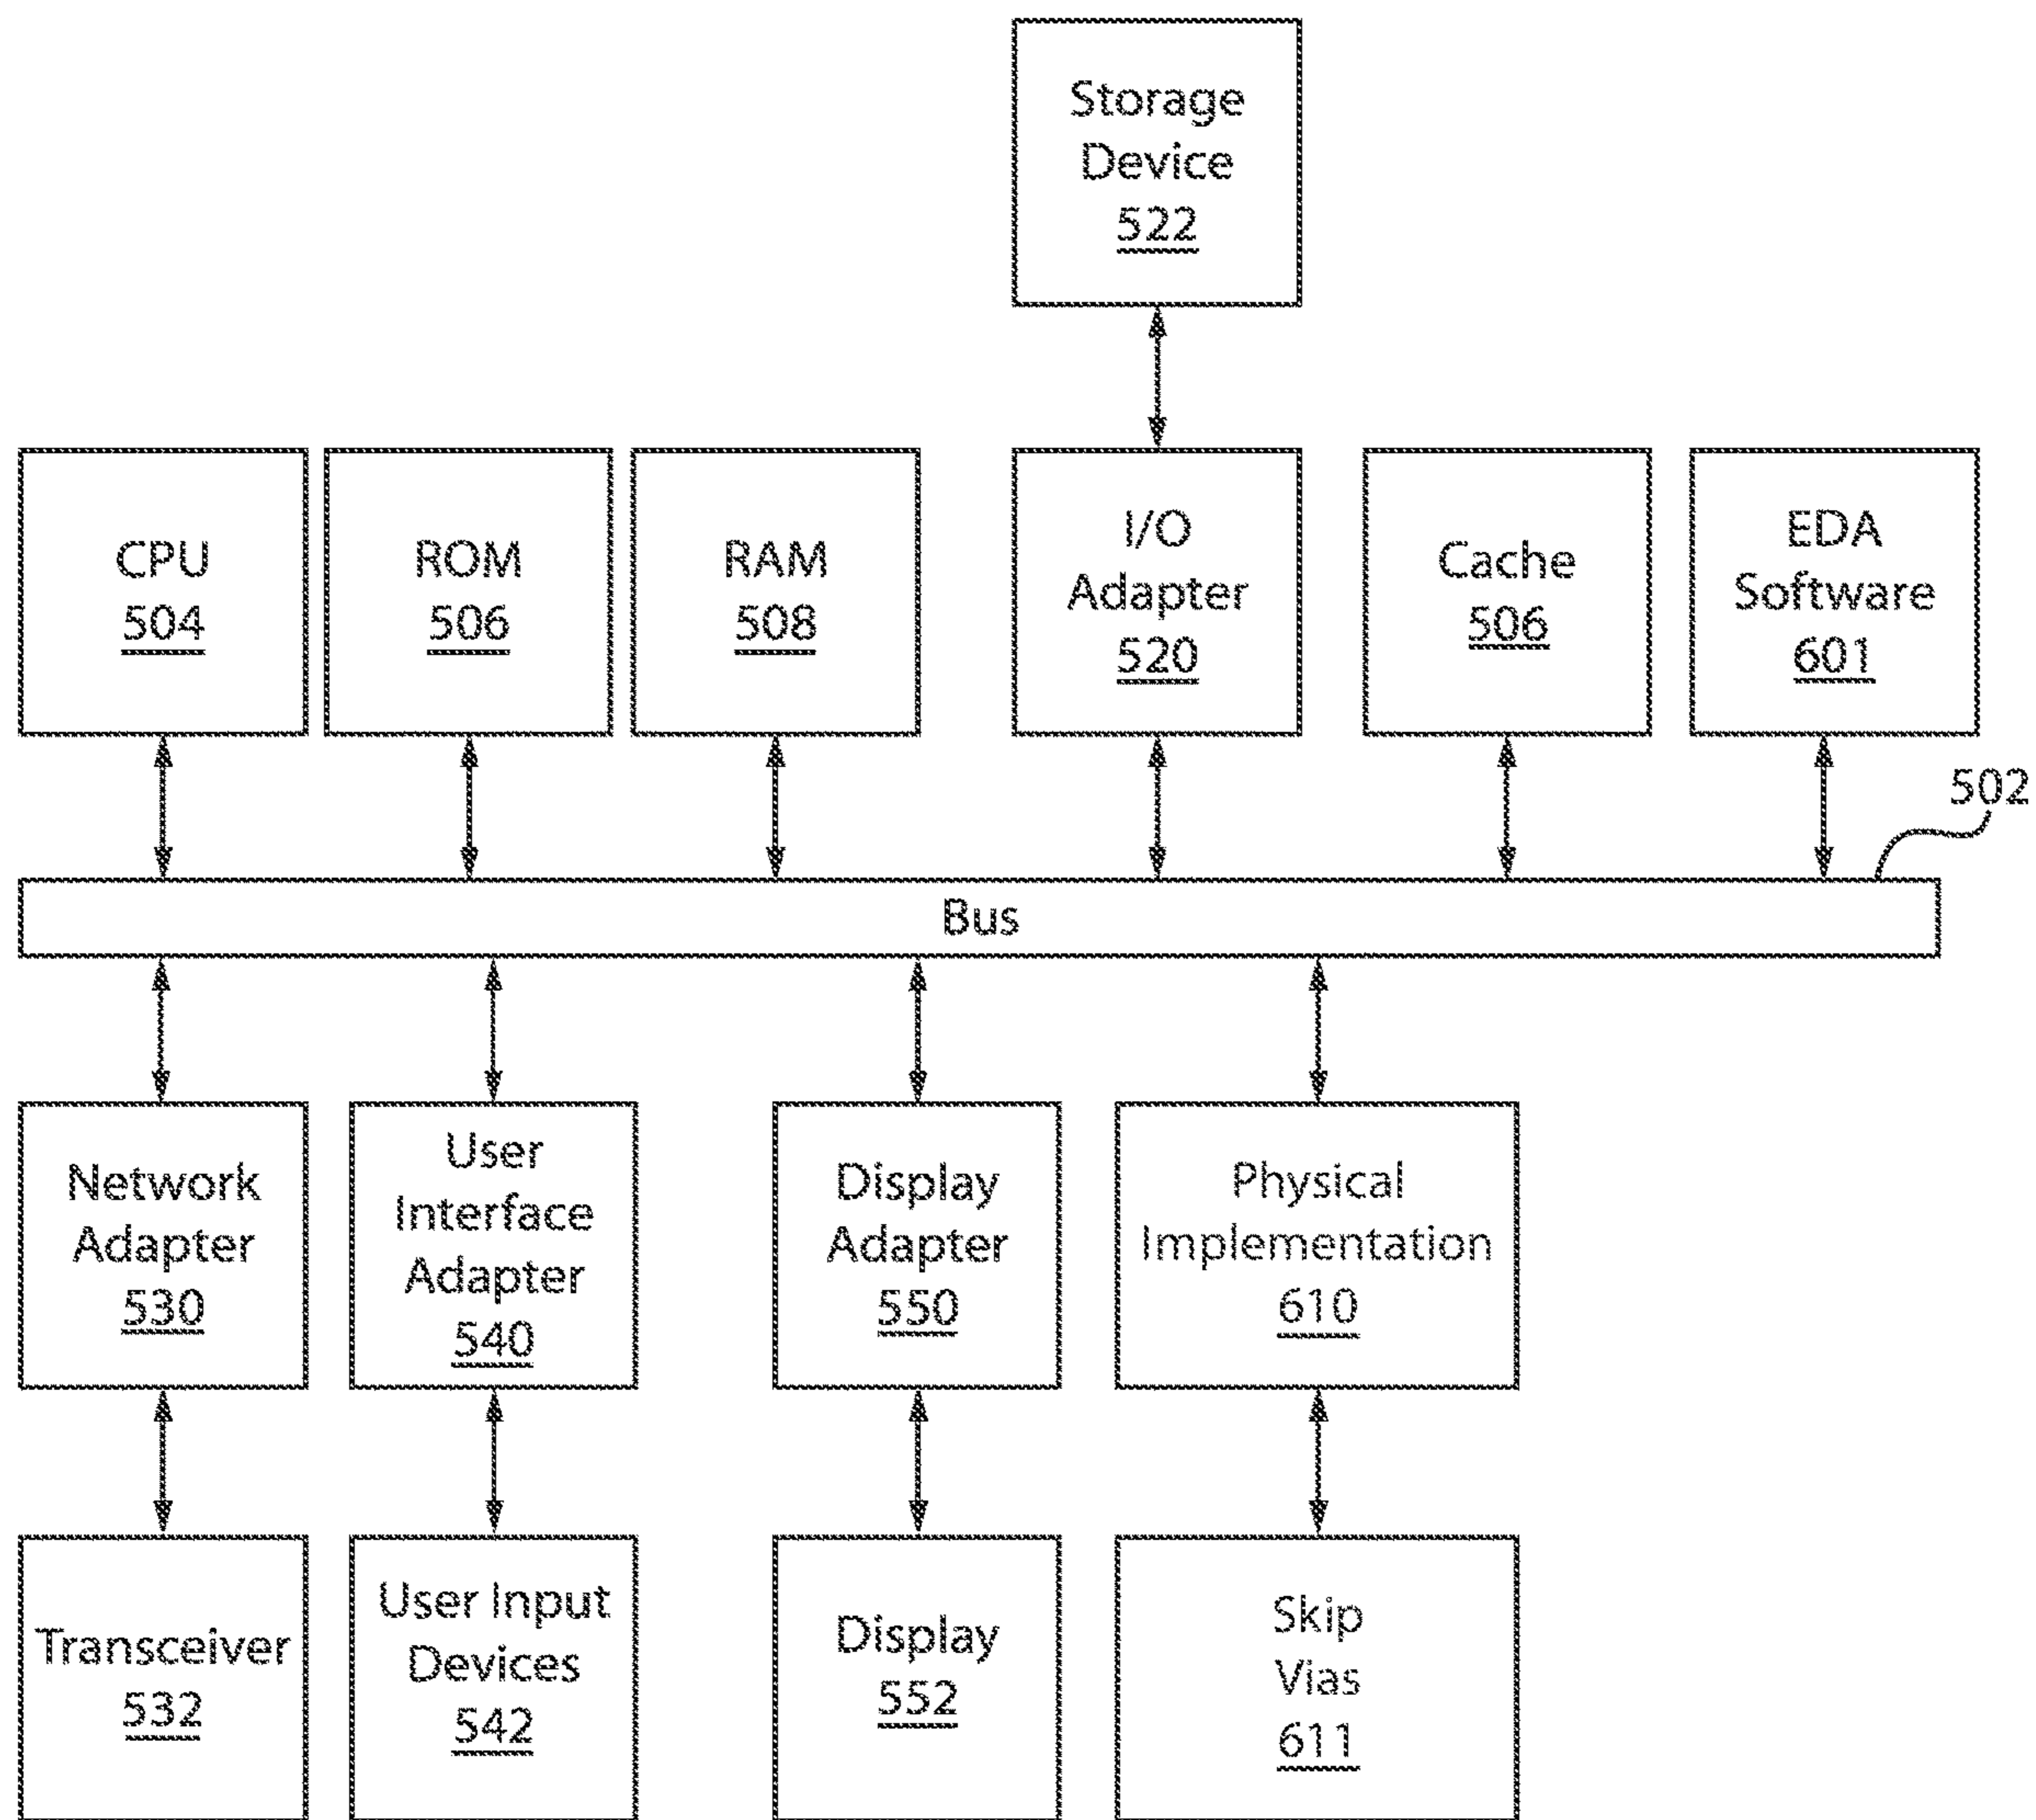 Storage
Device
522
CPU
504
ROM
506
RAM
508
I/O
Adapter
520
Cache
506
EDA
Software
601
502
Bus
Network
Adapter
530
User
Interface
Adapter
540
Display
Adapter
550
Physical
Implementation
610
Transceiver
532
User Input
Devices
542
Display
552
Skip
Vias
611